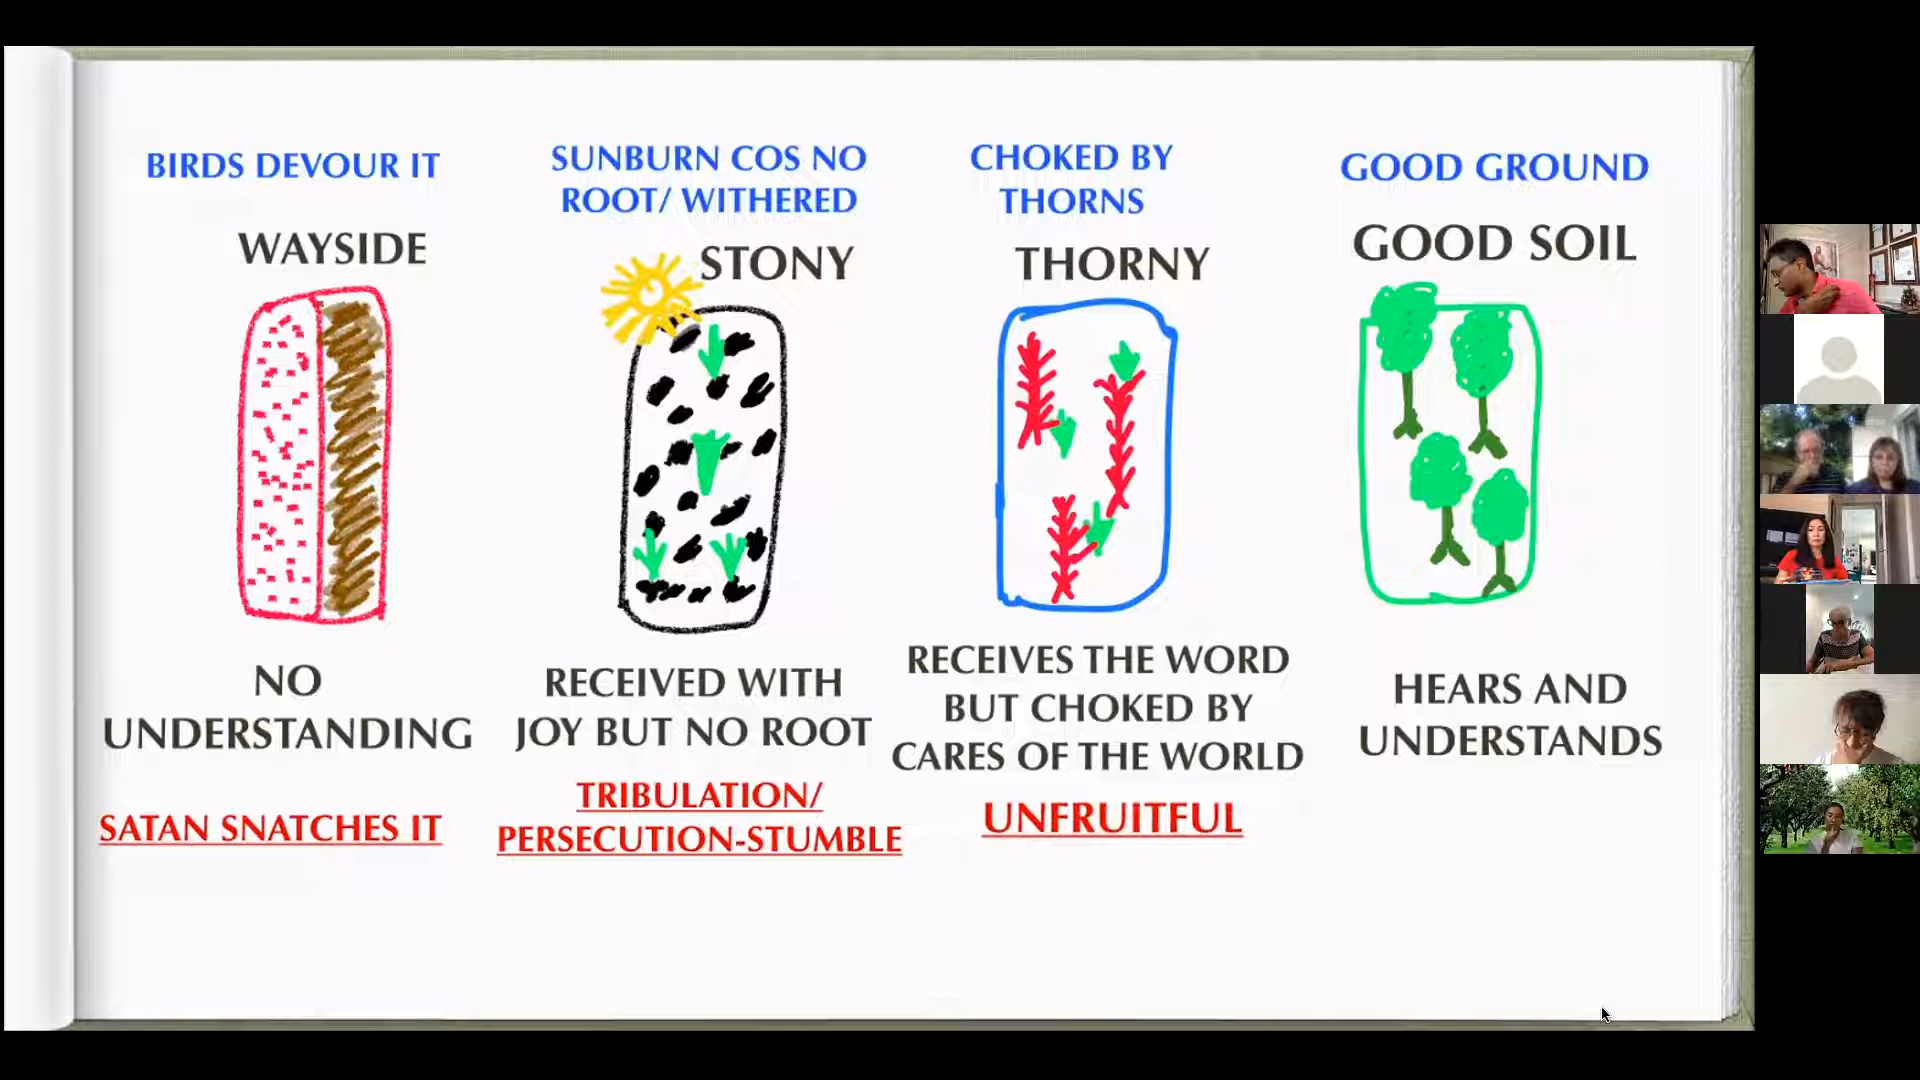 BIRDS DEVOUR IT
WAYSIDE
NO
UNDERSTANDING
SATAN SNATCHES IT
SUNBURN COS NO
ROOT/ WITHERED
STONY
RECEIVED WITH
JOY BUT NO ROOT
TRIBULATION/
PERSECUTION-STUMBLE
CHOKED BY
THORNS
THORNY
RECEIVES THE WORD
BUT CHOKED BY
CARES OF THE WORLD
UNFRUITFUL
GOOD GROUND
GOOD SOIL
HEARS AND
UNDERSTANDS